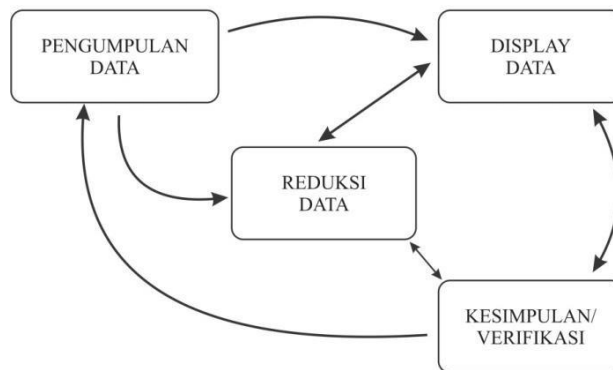 PENGUMPULAN
DATA
DISPLAY
DATA
REDUKSI
DATA
KESIMPULAN/
VERIFIKASI